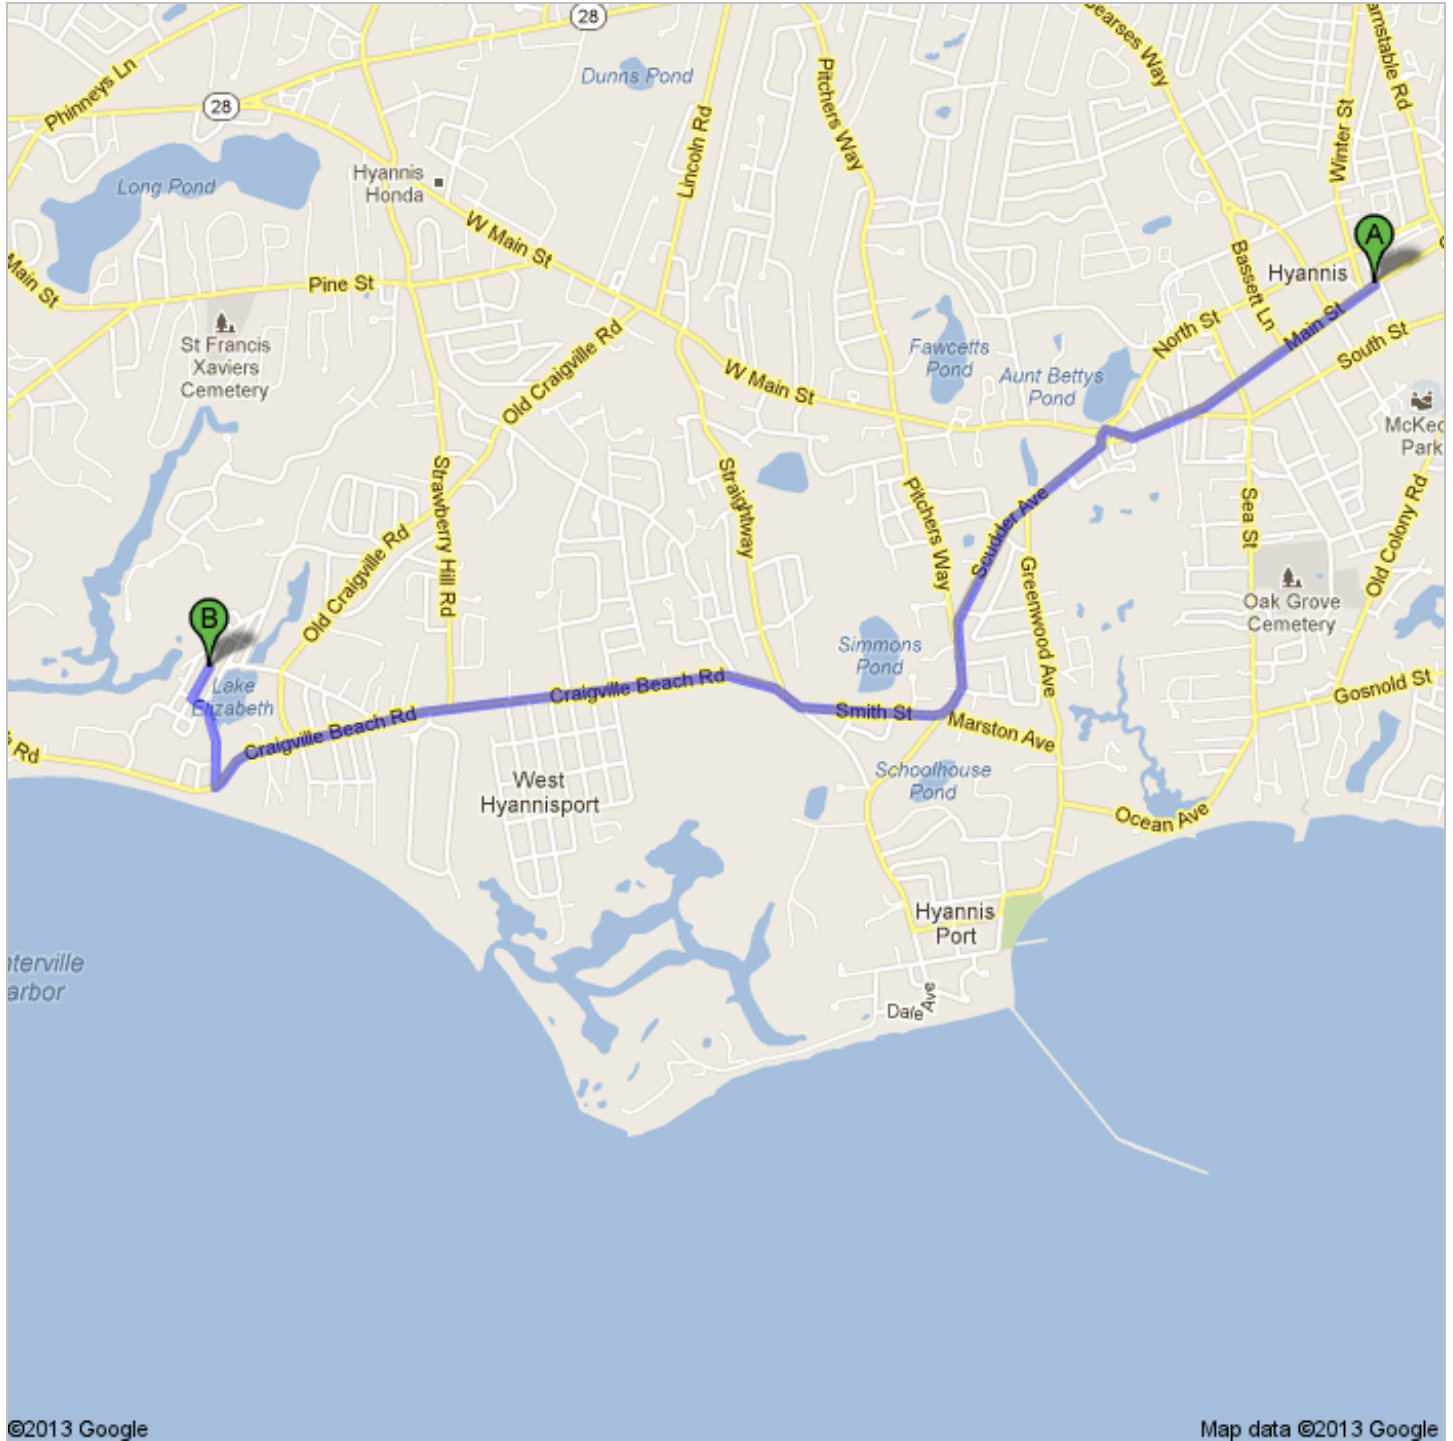 28
Dunns Pond
Phinneys Ln
28
Long Pond
Hyannis
Honda
Lincoln Rd
Pitchers Way
earses Way
arnstable Rd
Winter St
W Main St
A
Main St
Pine St
Hyannis
Bassett Ln
Main St
North St
South St
St Francis
Xaviers
Cemetery
Old Craigville Rd
W Main St
Fawcetts
Pond
Aunt Bettys
Pond
McKeo
Park
Strawberry Hill Rd
Straightway
Pitchers Way
Scudder Ave
Sea St
Old Colony Rd
Old Craigville Rd
Greenwood Ave
Oak Grove
Cemetery
B
Simmons
Pond
Lake
Elizabeth
Craigville Beach Rd
Gosnold St
Craigville Beach Rd
Smith St
Marston Ave
s Rd
West
Hyannisport
Schoolhouse
Pond
Ocean Ave
Hyannis
Port
nterville
arbor
Dale Ave
©2013 Google
Map data ©2013 Google